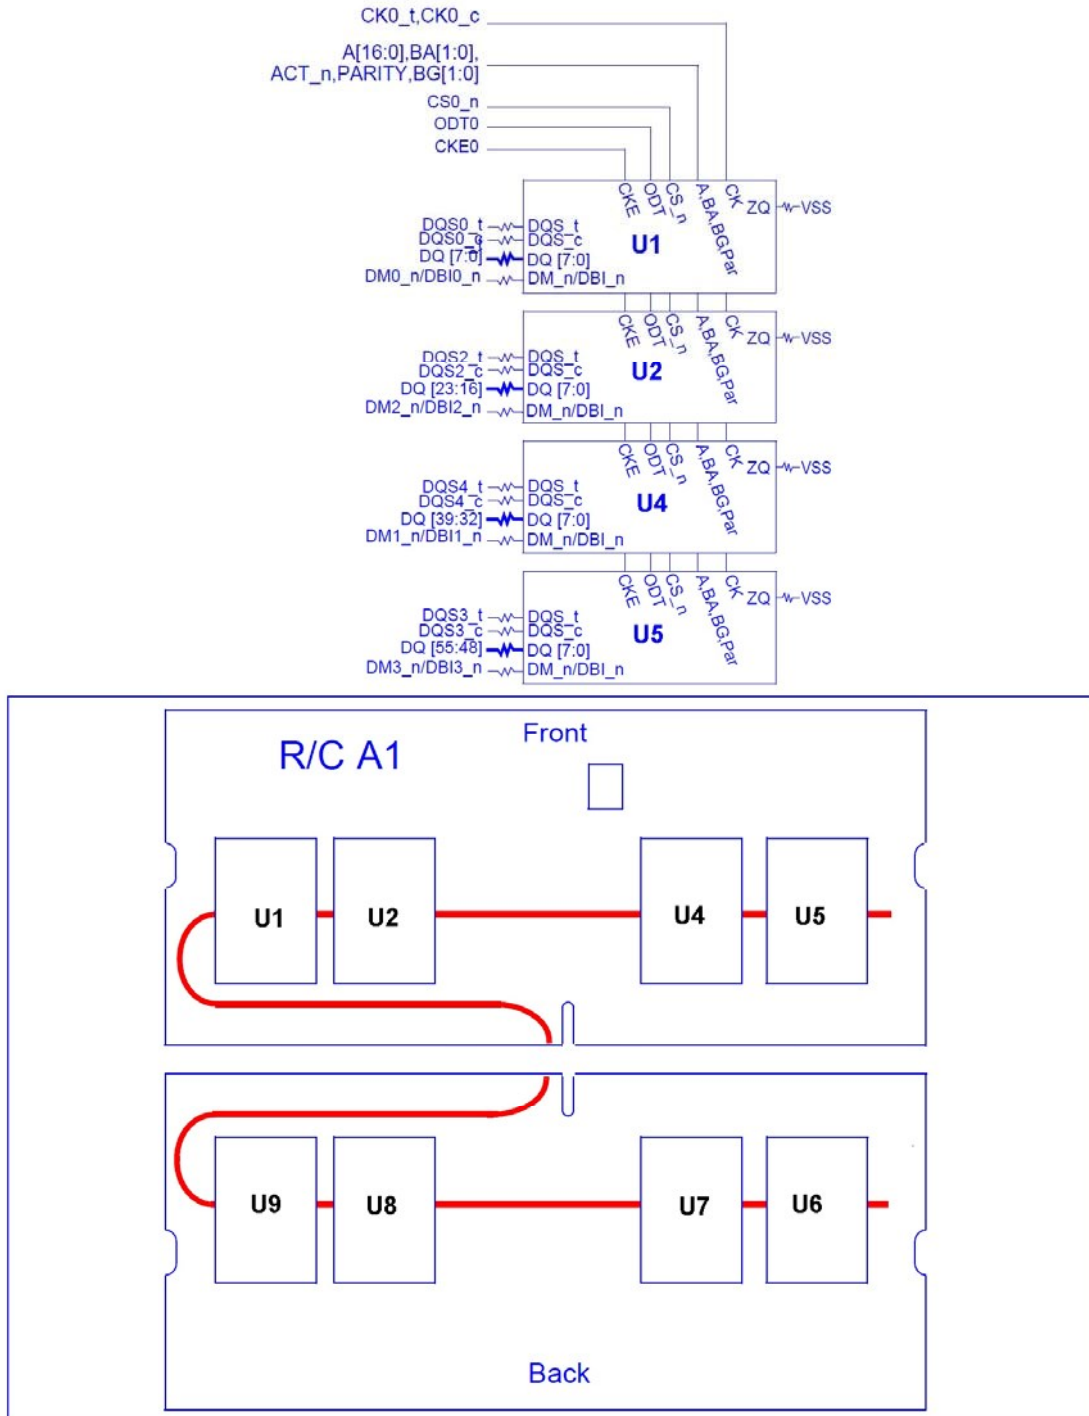 CK0_t,CK0_c
A[16:0],BA[1:0],
ACT_n,PARITY,BG[1:0]
CS0_n
ODT0
CKE0
CKE ODT CS_n A,BA,BG,Par CK ZQ VSS
DQS0_t DQS_t
DQS0_c DQS_c
U1
DQ [7:0] DQ [7:0]
DM0_n/DBI0_n DM_n/DBI_n
CKE ODT CS_n A,BA,BG,Par CK ZQ VSS
DQS2_t DQS_t
DQS2_c DQS_c
U2
DQ [23:16] DQ [7:0]
DM2_n/DBI2_n DM_n/DBI_n
CKE ODT CS_n A,BA,BG,Par CK ZQ VSS
DQS4_t DQS_t
DQS4_c DQS_c
U4
DQ [39:32] DQ [7:0]
DM1_n/DBI1_n DM_n/DBI_n
CKE ODT CS_n A,BA,BG,Par CK ZQ VSS
DQS3_t DQS_t
DQS3_c DQS_c
U5
DQ [55:48] DQ [7:0]
DM3_n/DBI3_n DM_n/DBI_n
Front
R/C A1
U1 U2 U4 U5
U9 U8 U7 U6
Back